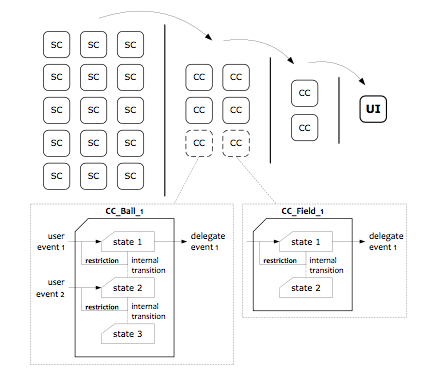 SC SC SC
SC SC SC CC CC CC
SC SC SC CC CC UI
SC SC SC CC CC CC
SC SC SC
CC_Ball_1
user
event 1
state 1
delegate
event 1
restriction
internal
transition
user
event 2
state 2
restriction
internal
transition
state 3
CC_Field_1
state 1
delegate
event 1
restriction
internal
transition
state 2